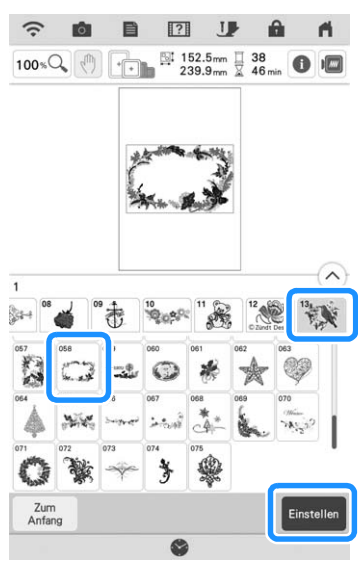 100% 152.5mm 38
239.9mm 46 min
1
08 09 10 11 12 13
© Zündt Des
057 058 060 061 062 063
064 067 068 069 070
071 072 073 074 075
Zum
Anfang
Einstellen